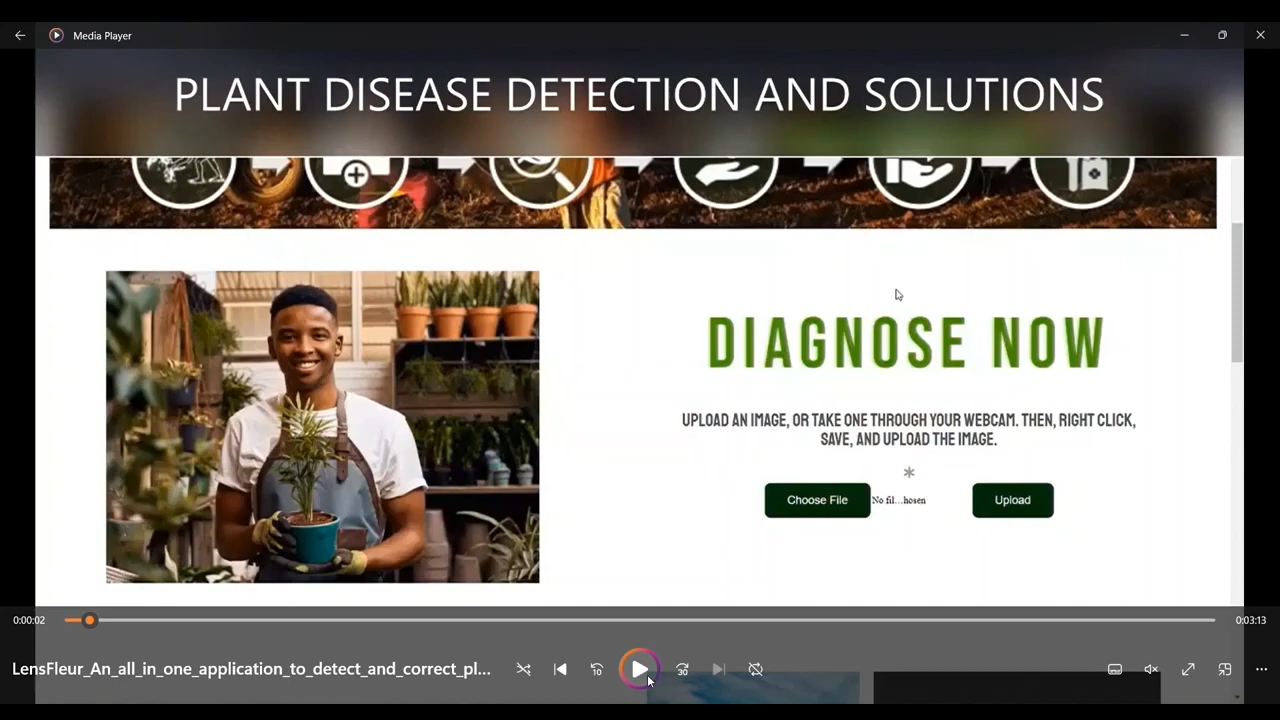 Media Player
PLANT DISEASE DETECTION AND SOLUTIONS
DIAGNOSE NOW
UPLOAD AN IMAGE, OR TAKE ONE THROUGH YOUR WEBCAM. THEN, RIGHT CLICK,
SAVE, AND UPLOAD THE IMAGE.
*
Choose File No fil...hosen Upload
0:00:02 0:03:13
LensFleur_An_all_in_one_application_to_detect_and_correct_pl...
10 30